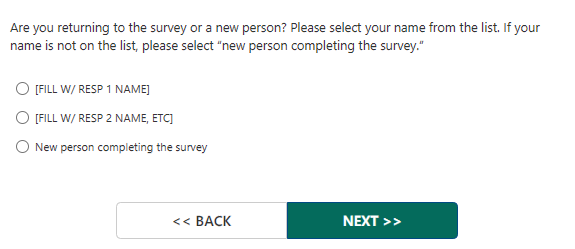 Are you returning to the survey or a new person? Please select your name from the list. If your
name is not on the list, please select "new person completing the survey."
[FILL W/ RESP 1 NAME]
[FILL W/ RESP 2 NAME, ETC]
New person completing the survey
<< BACK
NEXT >>